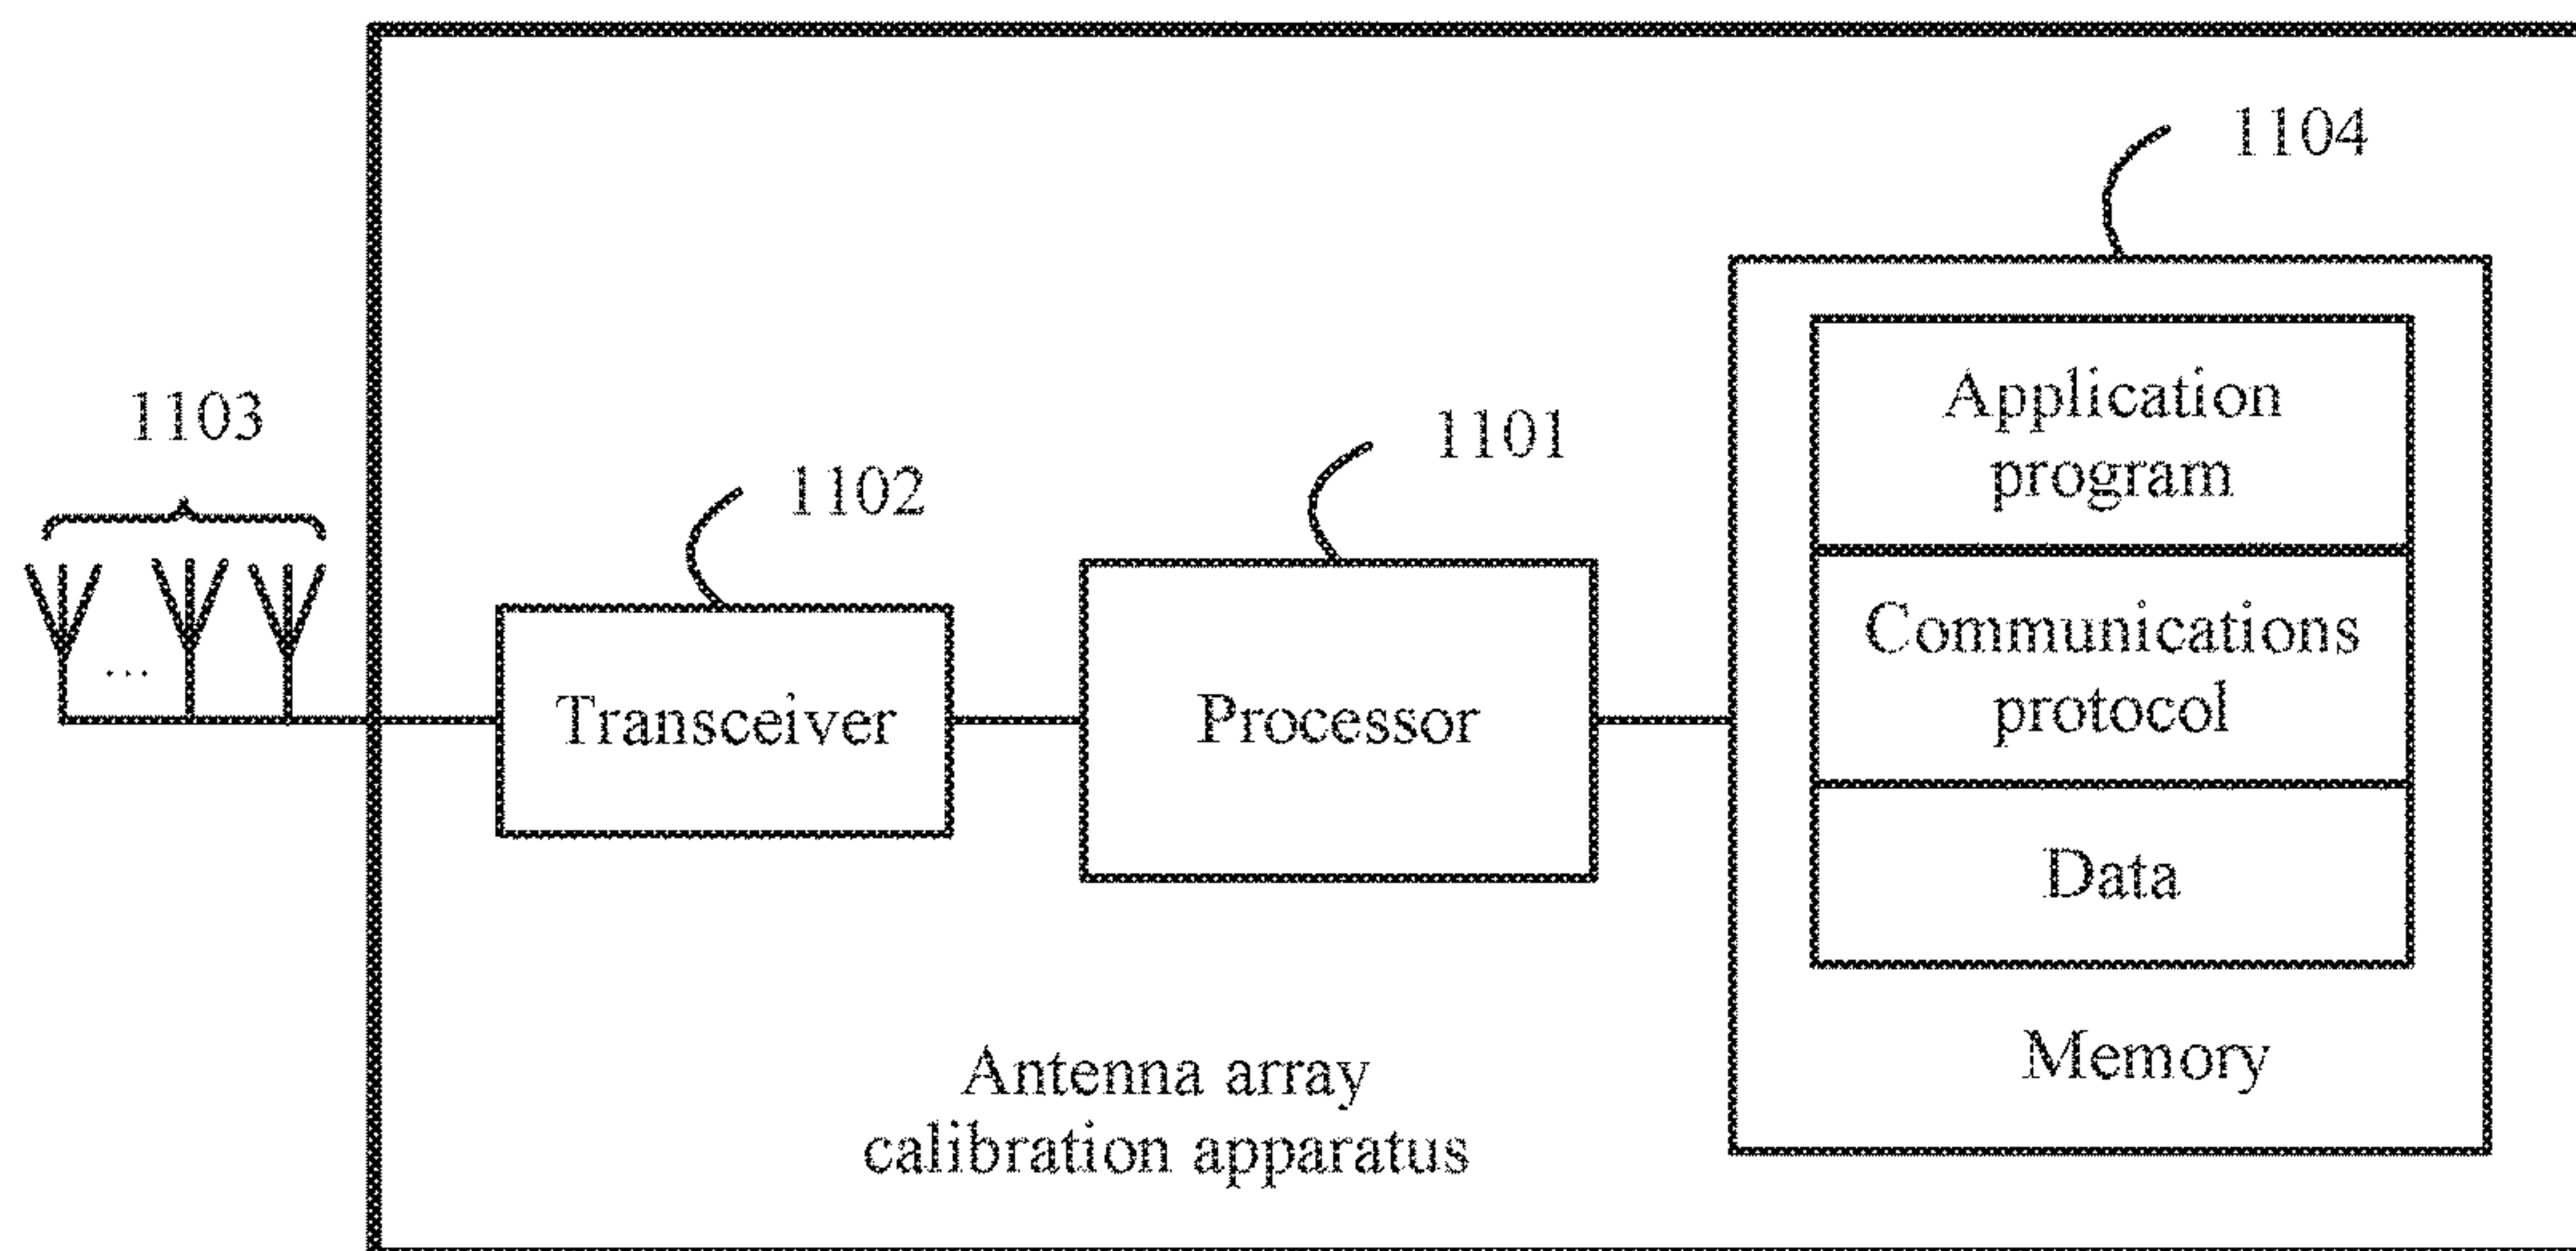 1104
Application
program
1103
1101
1102
Communications
protocol
Transceiver
Processor
...
Data
Memory
Antenna array
calibration apparatus